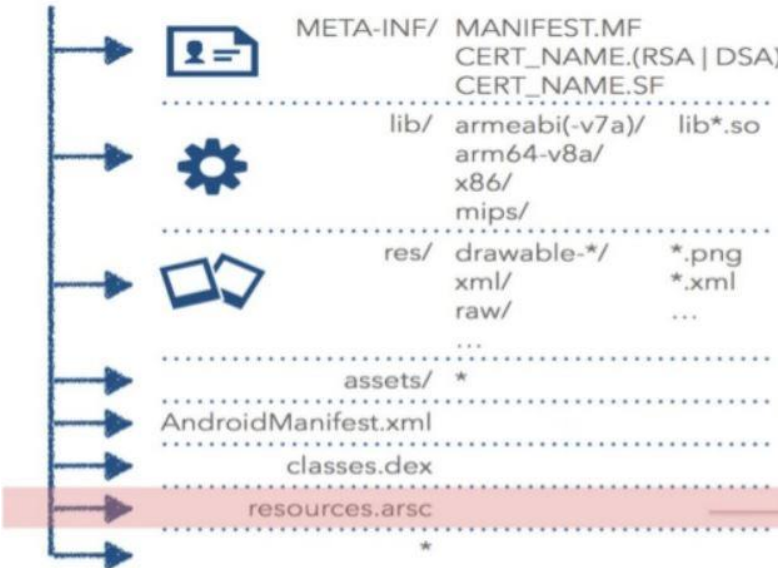 META-INF/ MANIFEST.MF
CERT_NAME.(RSA | DSA)
CERT_NAME.SF
lib/ armeabi(-v7a)/ lib*.so
arm64-v8a/
x86/
mips/
res/ drawable-*/ *.png
xml/ *.xml
raw/ ...
...
assets/ *
AndroidManifest.xml
classes.dex
resources.arsc
*